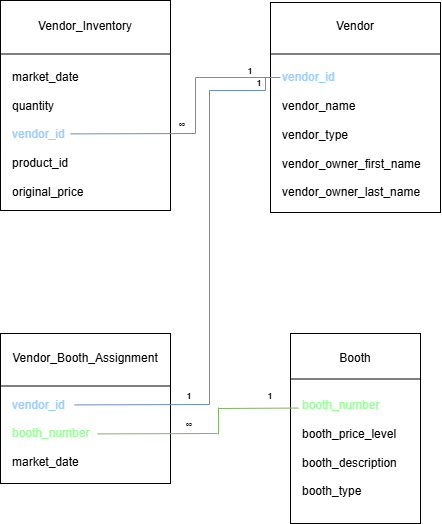 Vendor_Inventory
market_date
quantity
vendor_id
product_id
original_price
Vendor
vendor_id
vendor_name
vendor_type
vendor_owner_first_name
vendor_owner_last_name
1
1
∞
Vendor_Booth_Assignment
vendor_id
booth_number
market_date
Booth
booth_number
booth_price_level
booth_description
booth_type
1
1
∞